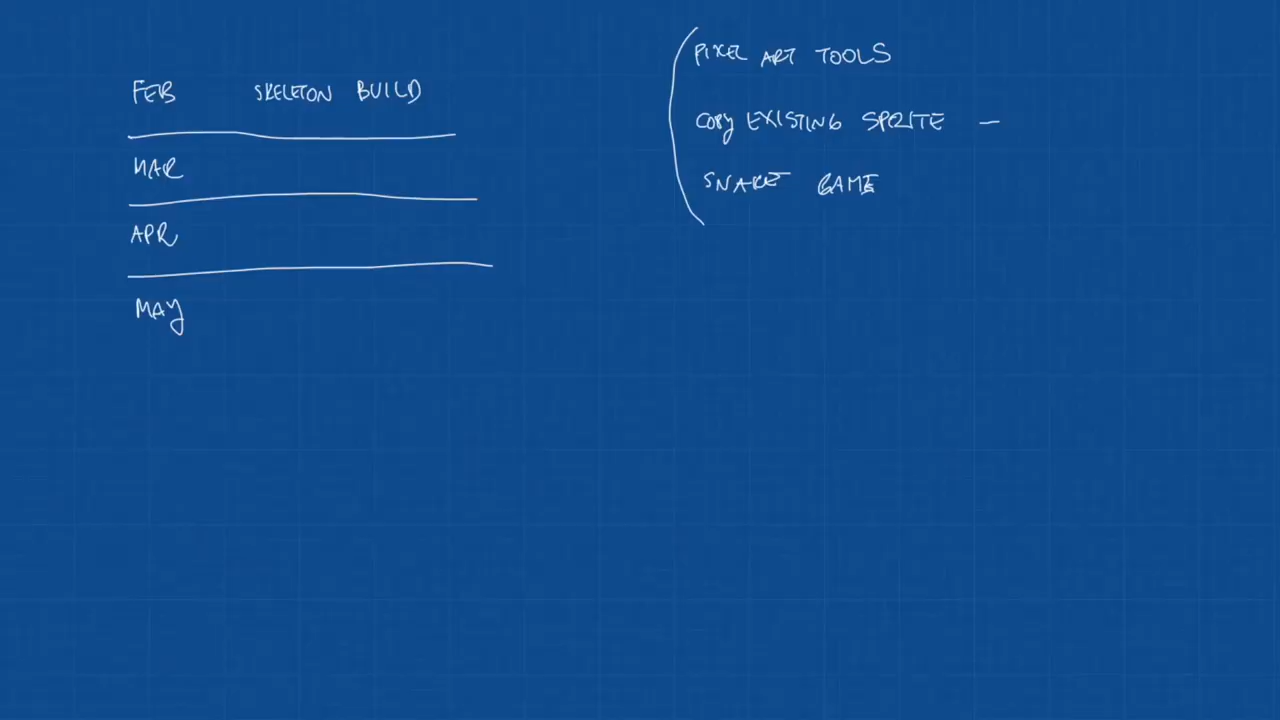 FEB SKELETON BUILD
MAR
APR
MAY
PIXEL ART TOOLS
COPY EXISTING SPRITE —
SNAKE GAME